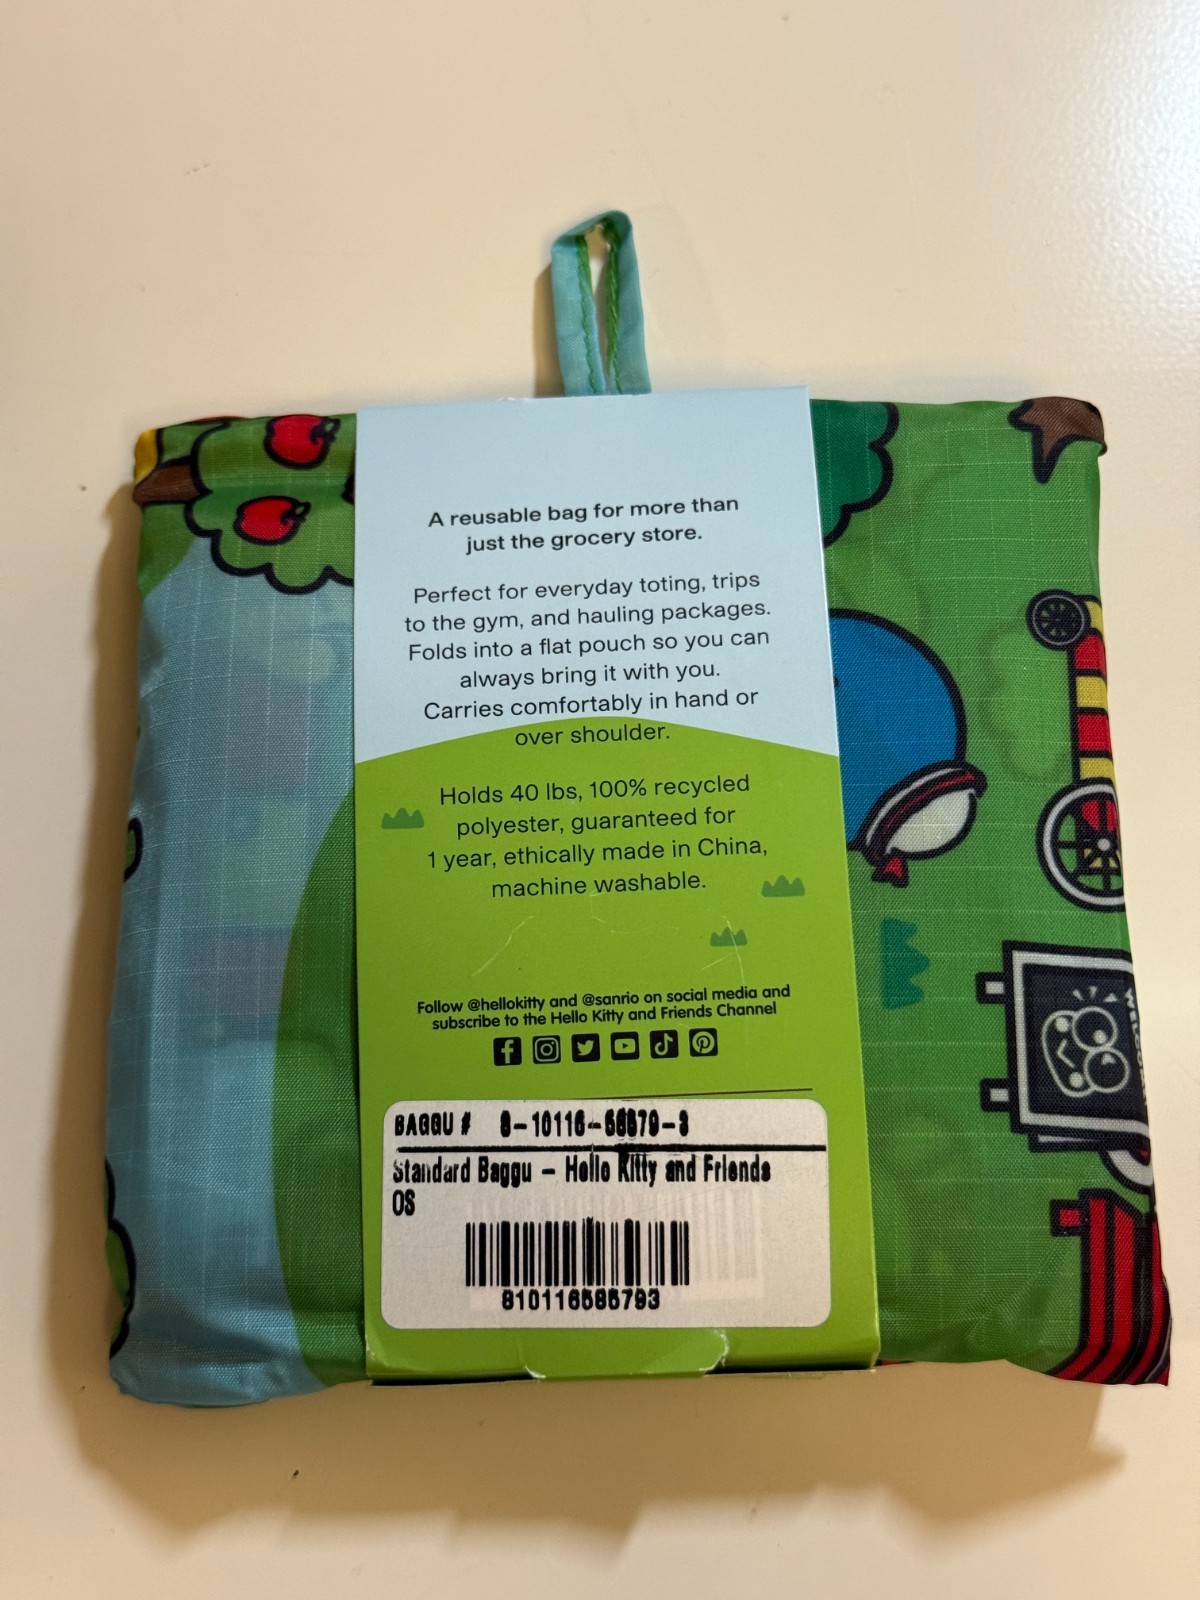 A reusable bag for more than
just the grocery store.
Perfect for everyday toting, trips
to the gym, and hauling packages.
Folds into a flat pouch so you can
always bring it with you.
Carries comfortably in hand or
over shoulder.
Holds 40 lbs, 100% recycled
polyester, guaranteed for
1 year, ethically made in China,
machine washable.
Follow @hellokitty and @sanrio on social media and
subscribe to the Hello Kitty and Friends Channel
BAGGU #
Standard Baggu – Hello Kitty and Friends
OS